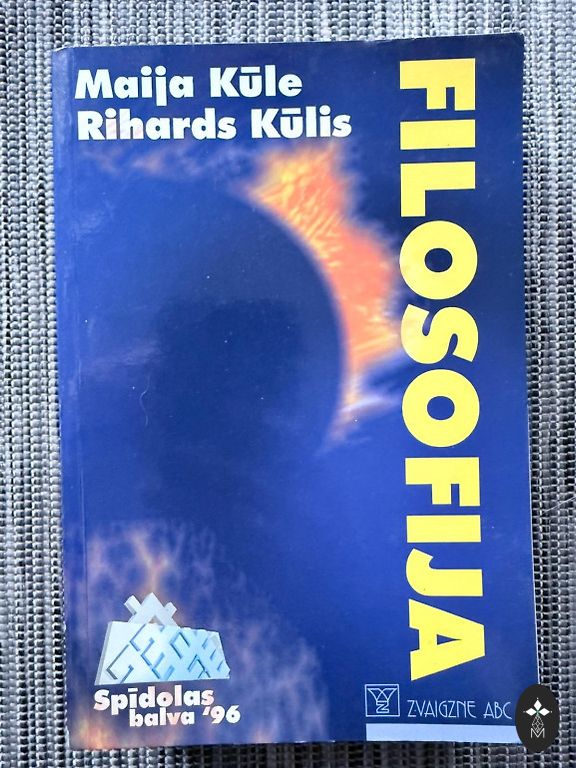 Maija Kūle
Rihards Kūlis
FILOSOFIJA
Spīdolas
balva '96
ZVAIGZNE ABC